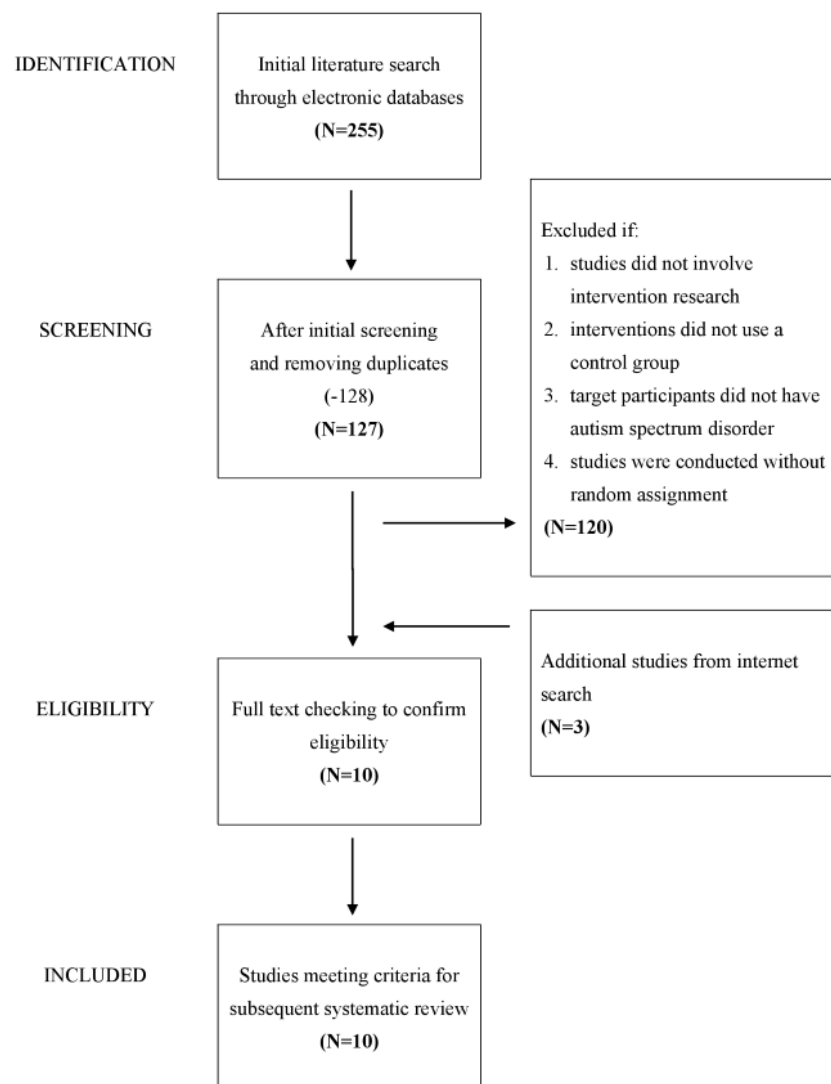 IDENTIFICATION
Initial literature search
through electronic databases
(N=255)
SCREENING
After initial screening
and removing duplicates
(-128)
(N=127)
Excluded if:
1. studies did not involve
intervention research
2. interventions did not use a
control group
3. target participants did not have
autism spectrum disorder
4. studies were conducted without
random assignment
(N=120)
Additional studies from internet
search
(N=3)
ELIGIBILITY
Full text checking to confirm
eligibility
(N=10)
INCLUDED
Studies meeting criteria for
subsequent systematic review
(N=10)